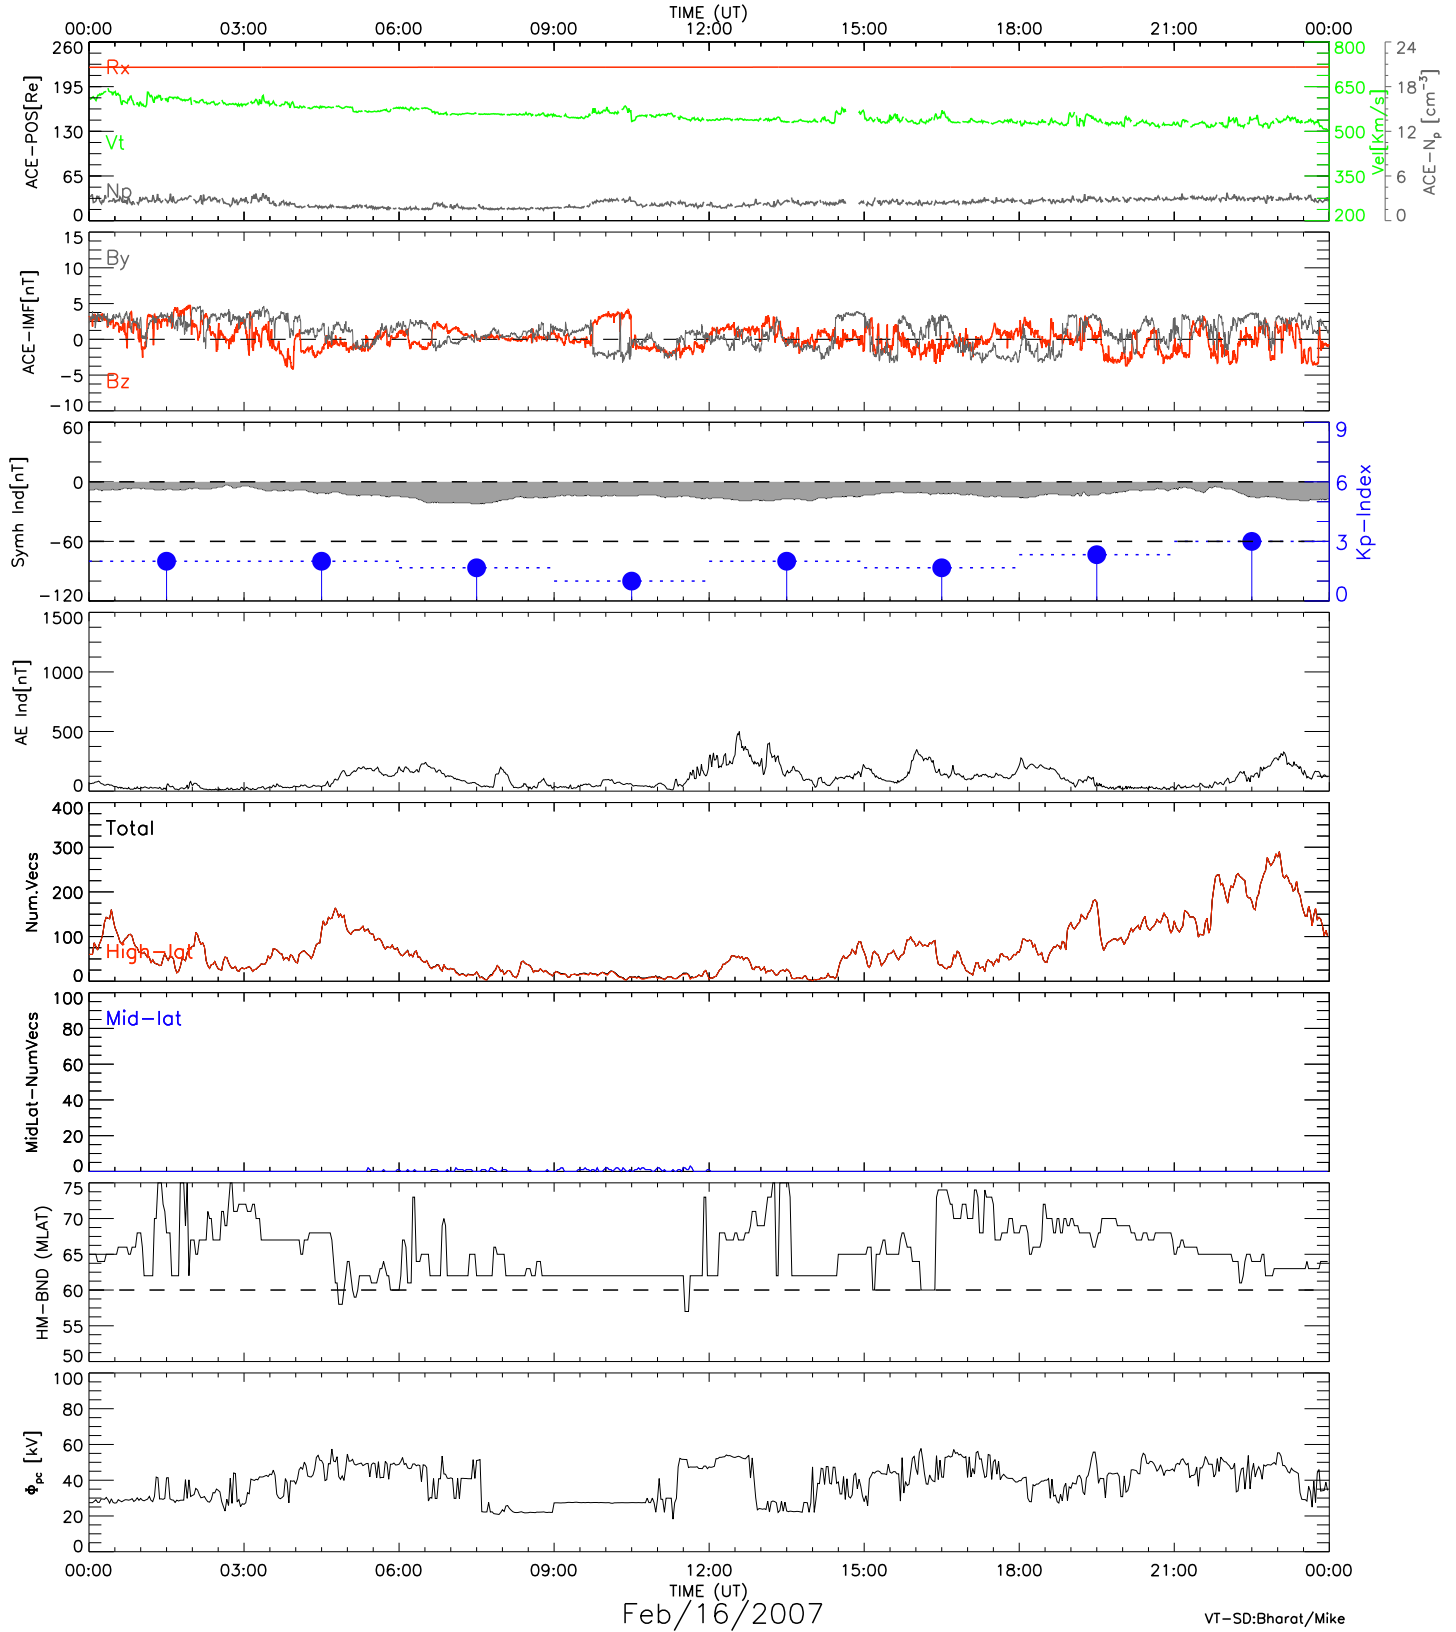 TIME (UT)
00:00 03:00 06:00 09:00 12:00 15:00 18:00 21:00 00:00
ACE-POS[Re]
260
195
130
65
0
Rx
Vt
Np
800
650
500
350
200
Vel[Km/s]
24
18
12
6
0
ACE-Np [cm-3]
ACE-IMF[nT]
15
10
5
0
-5
-10
By
Bz
Symh Ind[nT]
60
0
-60
-120
9
6
3
0
Kp-Index
AE Ind[nT]
1500
1000
500
0
Num.Vecs
400
300
200
100
0
Total
High-lat
MidLat-NumVecs
100
80
60
40
20
0
Mid-lat
HM-BND (MLAT)
75
70
65
60
55
50
Φpc [kV]
100
80
60
40
20
0
00:00 03:00 06:00 09:00 12:00 15:00 18:00 21:00 00:00
TIME (UT)
Feb/16/2007
VT-SD:Bharat/Mike